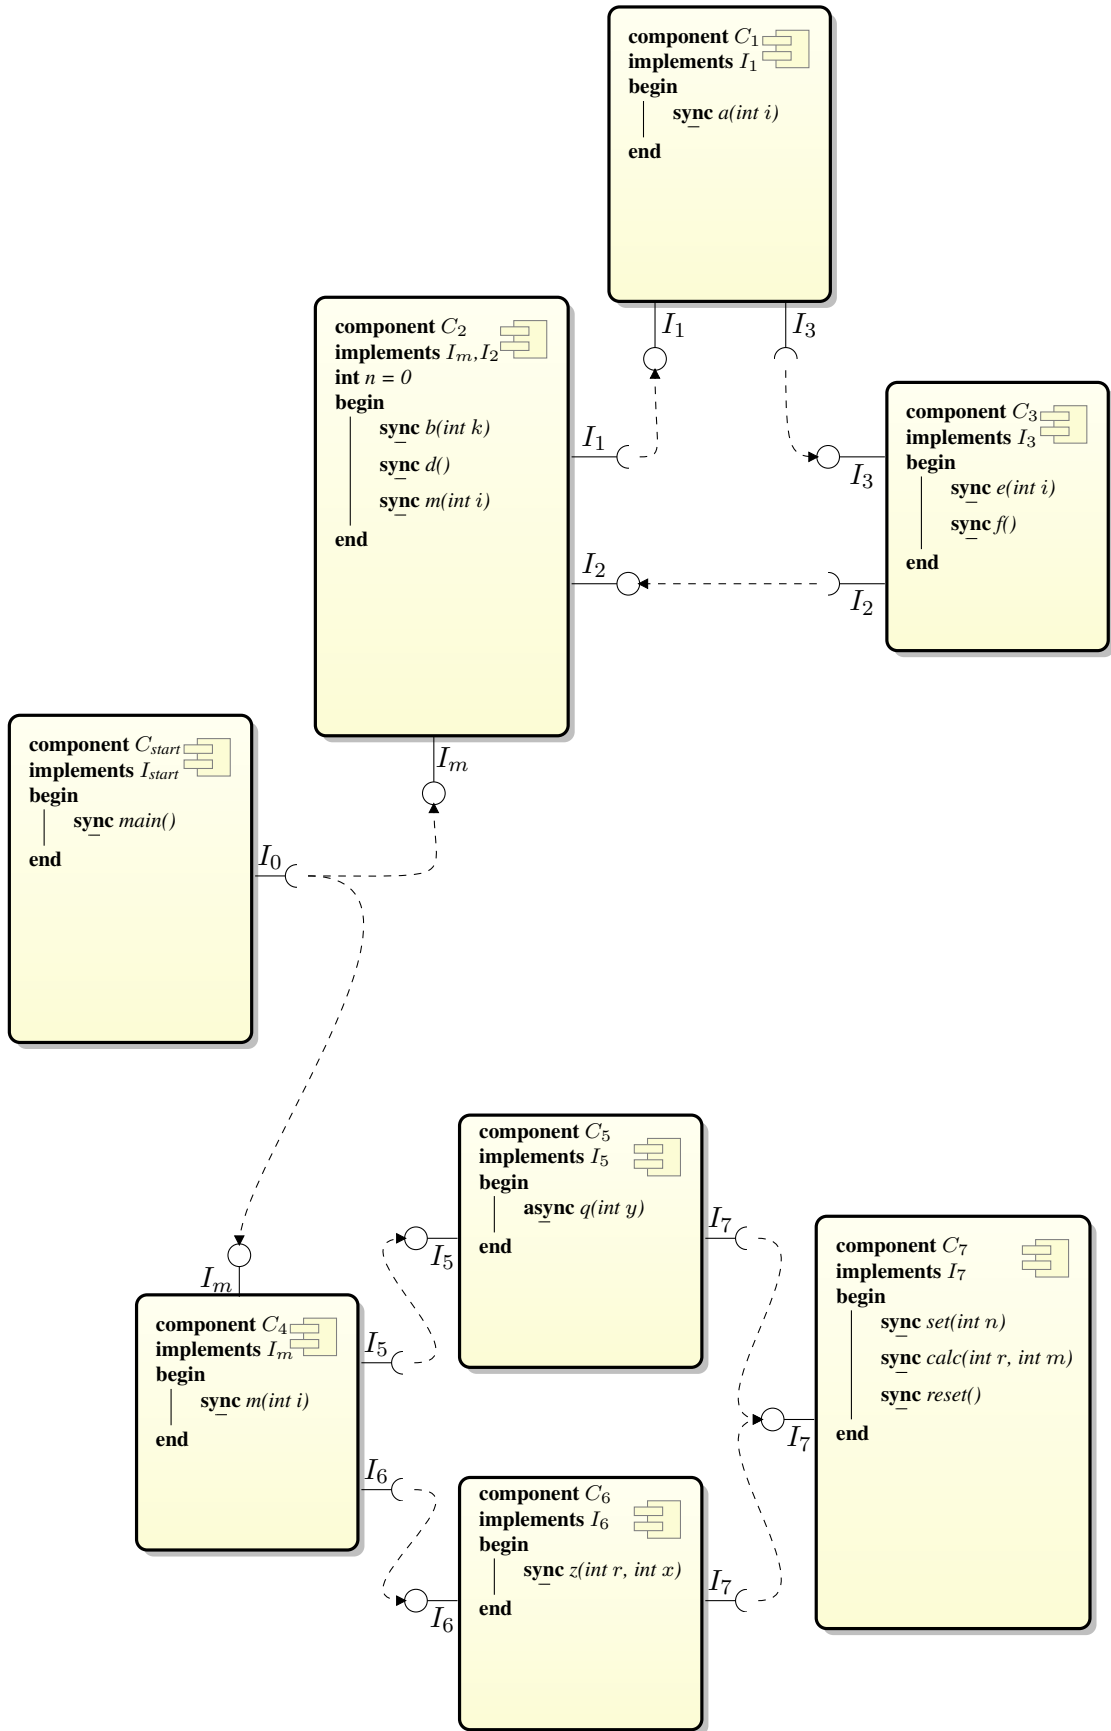 component C₁
implements I₁
begin
sync a(int i)
end
I₁
I₃
component C₂
implements Iₘ,I₂
int n = 0
begin
sync b(int k)
sync d()
sync m(int i)
end
I₁
I₂
Iₘ
component C₃
implements I₃
begin
sync e(int i)
sync f()
end
I₃
I₂
component C_start
implements I_start
begin
sync main()
end
I₀
component C₅
implements I₅
begin
async q(int y)
end
I₅
I₇
component C₇
implements I₇
begin
sync set(int n)
sync calc(int r, int m)
sync reset()
end
I₇
Iₘ
component C₄
implements Iₘ
begin
sync m(int i)
end
I₅
I₆
component C₆
implements I₆
begin
sync z(int r, int x)
end
I₆
I₇